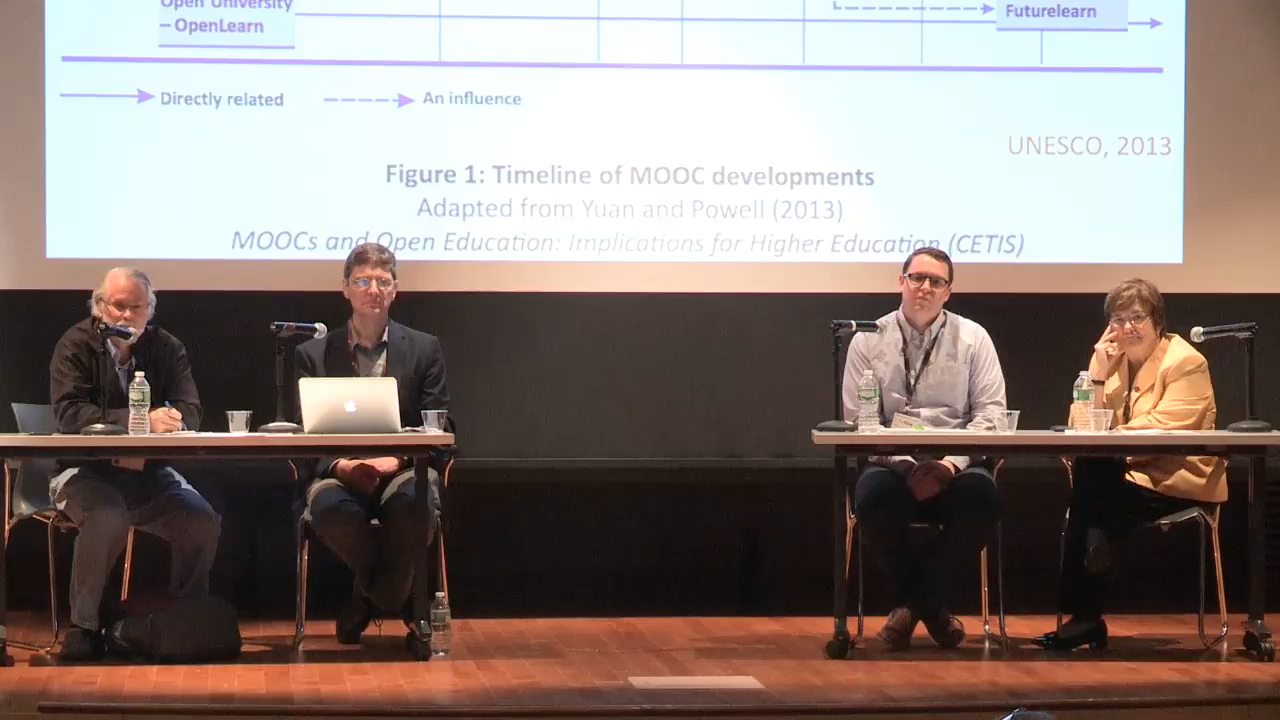 Open University
– OpenLearn
Futurelearn
Directly related
An influence
UNESCO, 2013
Figure 1: Timeline of MOOC developments
Adapted from Yuan and Powell (2013)
MOOCs and Open Education: Implications for Higher Education (CETIS)